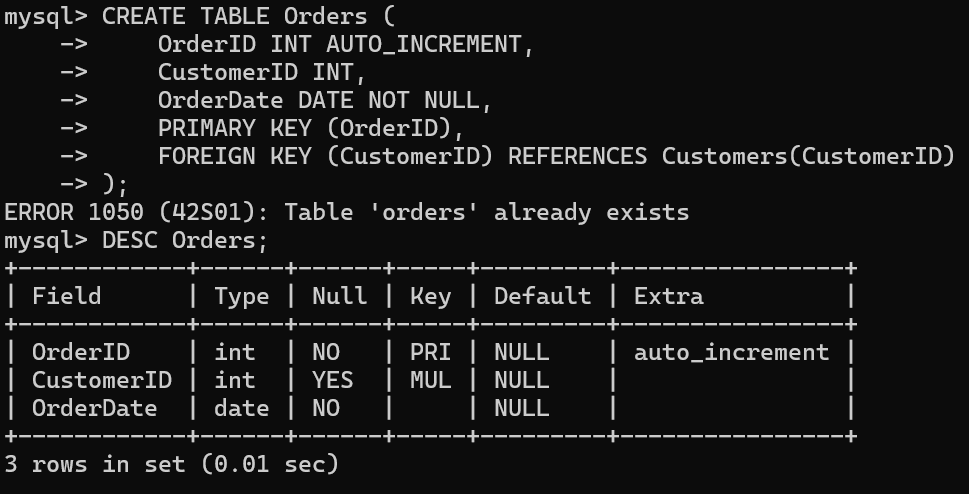 mysql> CREATE TABLE Orders (
    ->     OrderID INT AUTO_INCREMENT,
    ->     CustomerID INT,
    ->     OrderDate DATE NOT NULL,
    ->     PRIMARY KEY (OrderID),
    ->     FOREIGN KEY (CustomerID) REFERENCES Customers(CustomerID)
    -> );
ERROR 1050 (42S01): Table 'orders' already exists
mysql> DESC Orders;
+------------+------+------+-----+---------+----------------+
| Field      | Type | Null | Key | Default | Extra          |
+------------+------+------+-----+---------+----------------+
| OrderID    | int  | NO   | PRI | NULL    | auto_increment |
| CustomerID | int  | YES  | MUL | NULL    |                |
| OrderDate  | date | NO   |     | NULL    |                |
+------------+------+------+-----+---------+----------------+
3 rows in set (0.01 sec)